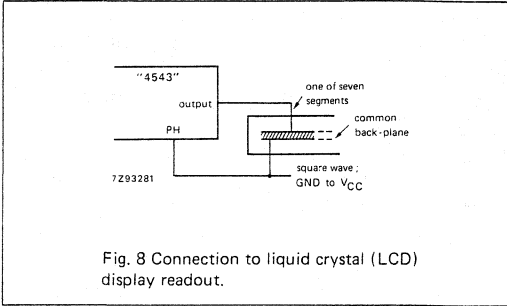 "4543"
output
PH
one of seven
segments
common
back-plane
square wave ;
GND to VCC
7Z93281
Fig. 8 Connection to liquid crystal (LCD)
display readout.